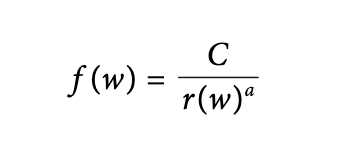 f(w) = C / r(w)^a